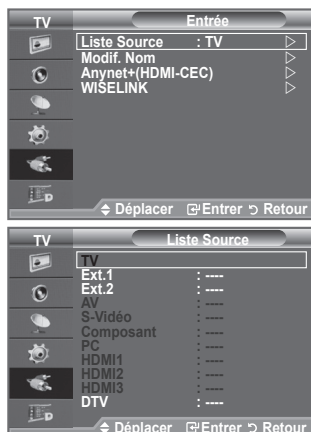 TV Entrée
Liste Source : TV
Modif. Nom
Anynet+(HDMI-CEC)
WISELINK
Déplacer Entrer Retour
TV Liste Source
TV
Ext.1 : ----
Ext.2 : ----
AV : ----
S-Vidéo : ----
Composant : ----
PC : ----
HDMI1 : ----
HDMI2 : ----
HDMI3 : ----
DTV : ----
Déplacer Entrer Retour